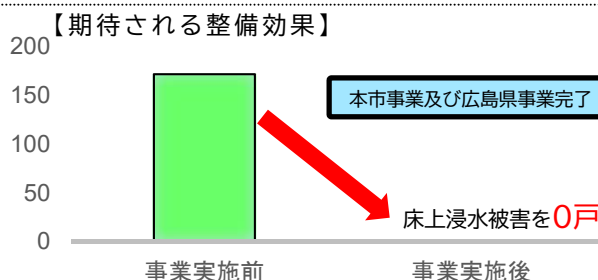 【期待される整備効果】
200
150
本市事業及び広島県事業完了
100
50
床上浸水被害を0戸
0
事業実施前
事業実施後